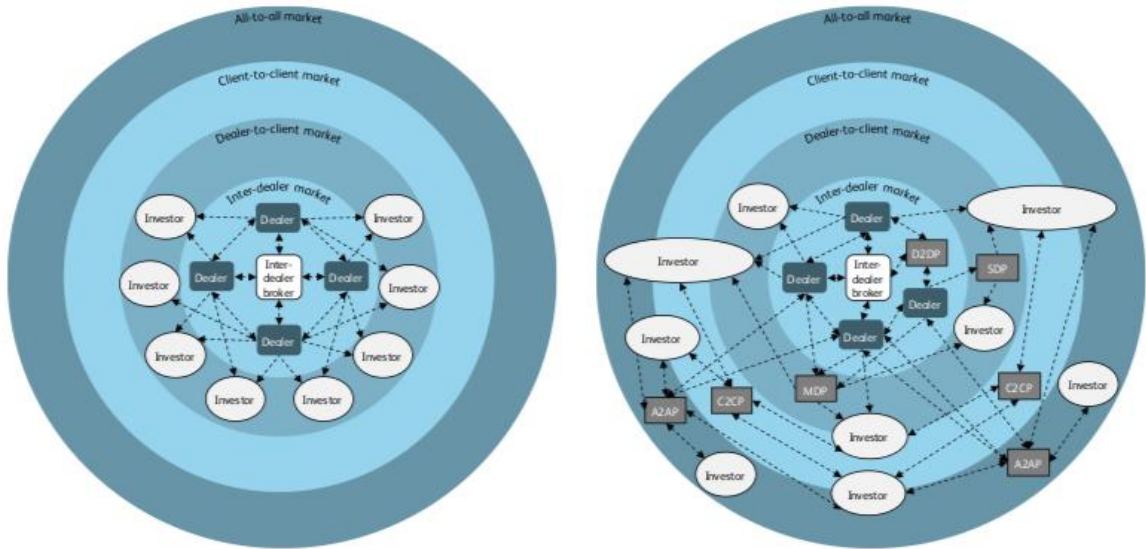 All-to-all market
Client-to-client market
Dealer-to-client market
Inter-dealer market
Investor
Dealer
Investor
Investor
Dealer
Inter-
dealer
broker
Dealer
Investor
Investor
Dealer
Investor
Investor
Investor
All-to-all market
Client-to-client market
Dealer-to-client market
Inter-dealer market
Investor
Dealer
Investor
Investor
Dealer
Inter-
dealer
broker
D2DP
SDP
Dealer
Investor
Dealer
Investor
A2AP
C2CP
MDP
C2CP
Investor
Investor
A2AP
Investor
Investor